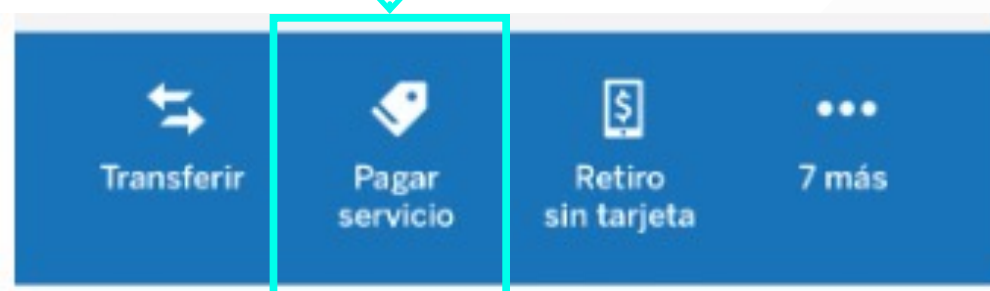 Transferir
Pagar
servicio
Retiro
sin tarjeta
7 más